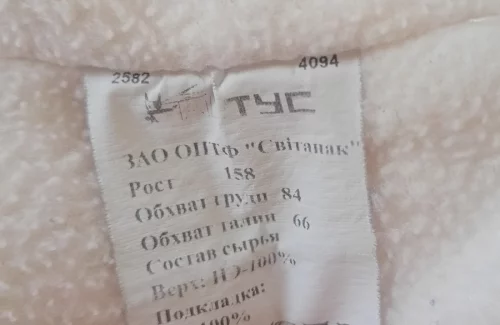 2582 4094
ТУС
ЗАО ОПТФ "Світанак"
Рост 158
Обхват груди 84
Обхват талии 66
Состав сырья
Верх: ПЭ-100%
Подкладка:
100%